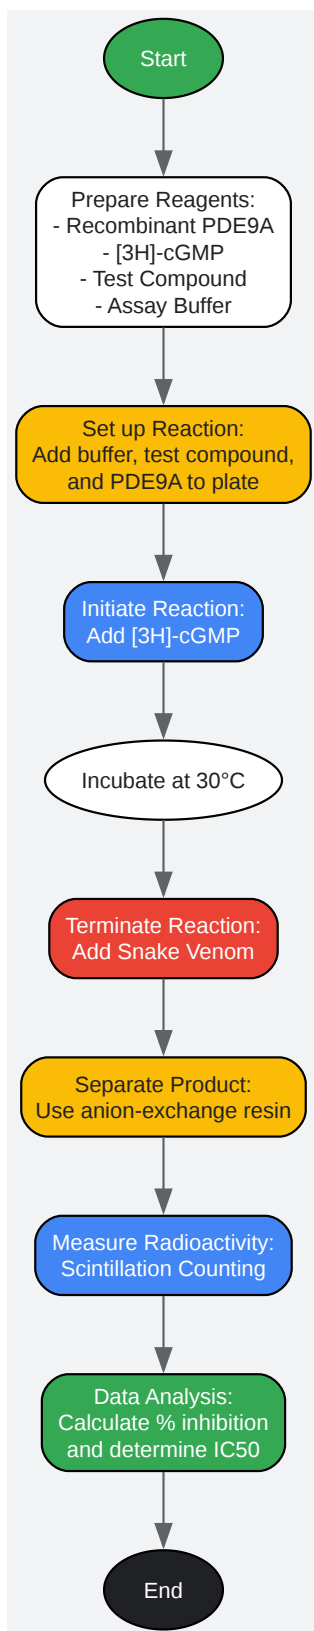 Start
Prepare Reagents:
- Recombinant PDE9A
- [3H]-cGMP
- Test Compound
- Assay Buffer
Set up Reaction:
Add buffer, test compound,
and PDE9A to plate
Initiate Reaction:
Add [3H]-cGMP
Incubate at 30°C
Terminate Reaction:
Add Snake Venom
Separate Product:
Use anion-exchange resin
Measure Radioactivity:
Scintillation Counting
Data Analysis:
Calculate % inhibition
and determine IC50
End